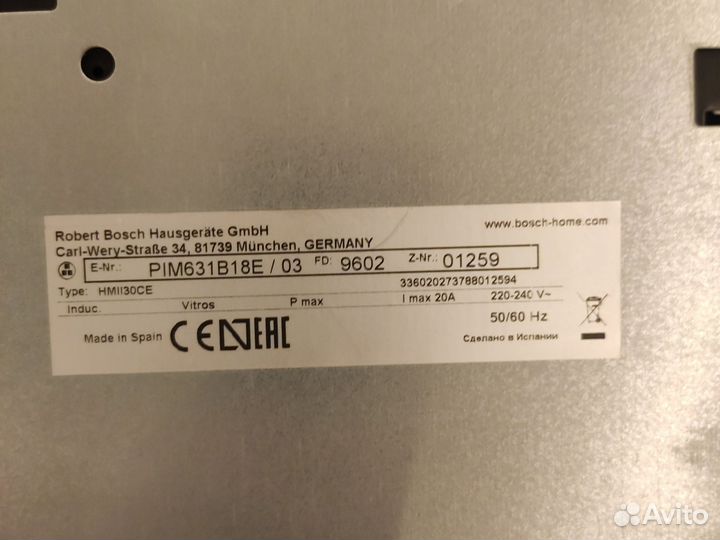 Robert Bosch Hausgeräte GmbH
www.bosch-home.com
Carl-Wery-Straße 34, 81739 München, GERMANY
E-Nr.: PIM631B18E / 03 FD: 9602 Z-Nr.: 01259
Type: HMII30CE 336020273788012594
Induc. Vitros P max I max 20A 220-240 V~
50/60 Hz
Made in Spain CE EAC Сделано в Испании
Avito